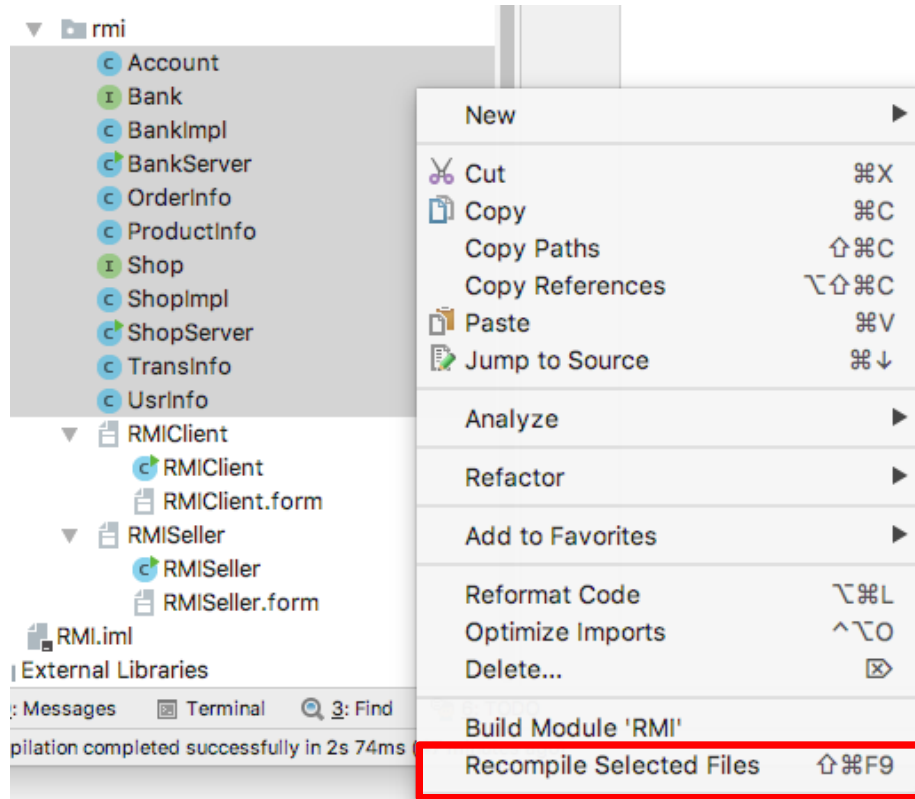 rmi
Account
Bank
BankImpl
BankServer
OrderInfo
ProductInfo
Shop
ShopImpl
ShopServer
TransInfo
UsrInfo
RMIClient
RMIClient
RMIClient.form
RMISeller
RMISeller
RMISeller.form
RMI.iml
External Libraries
: Messages Terminal 3: Find
pilation completed successfully in 2s 74ms (
New
Cut ⌘X
Copy ⌘C
Copy Paths ⇧⌘C
Copy References ⌥⇧⌘C
Paste ⌘V
Jump to Source ⌘↓
Analyze
Refactor
Add to Favorites
Reformat Code ⌥⌘L
Optimize Imports ^⌥O
Delete... ⌦
Build Module 'RMI'
Recompile Selected Files ⇧⌘F9